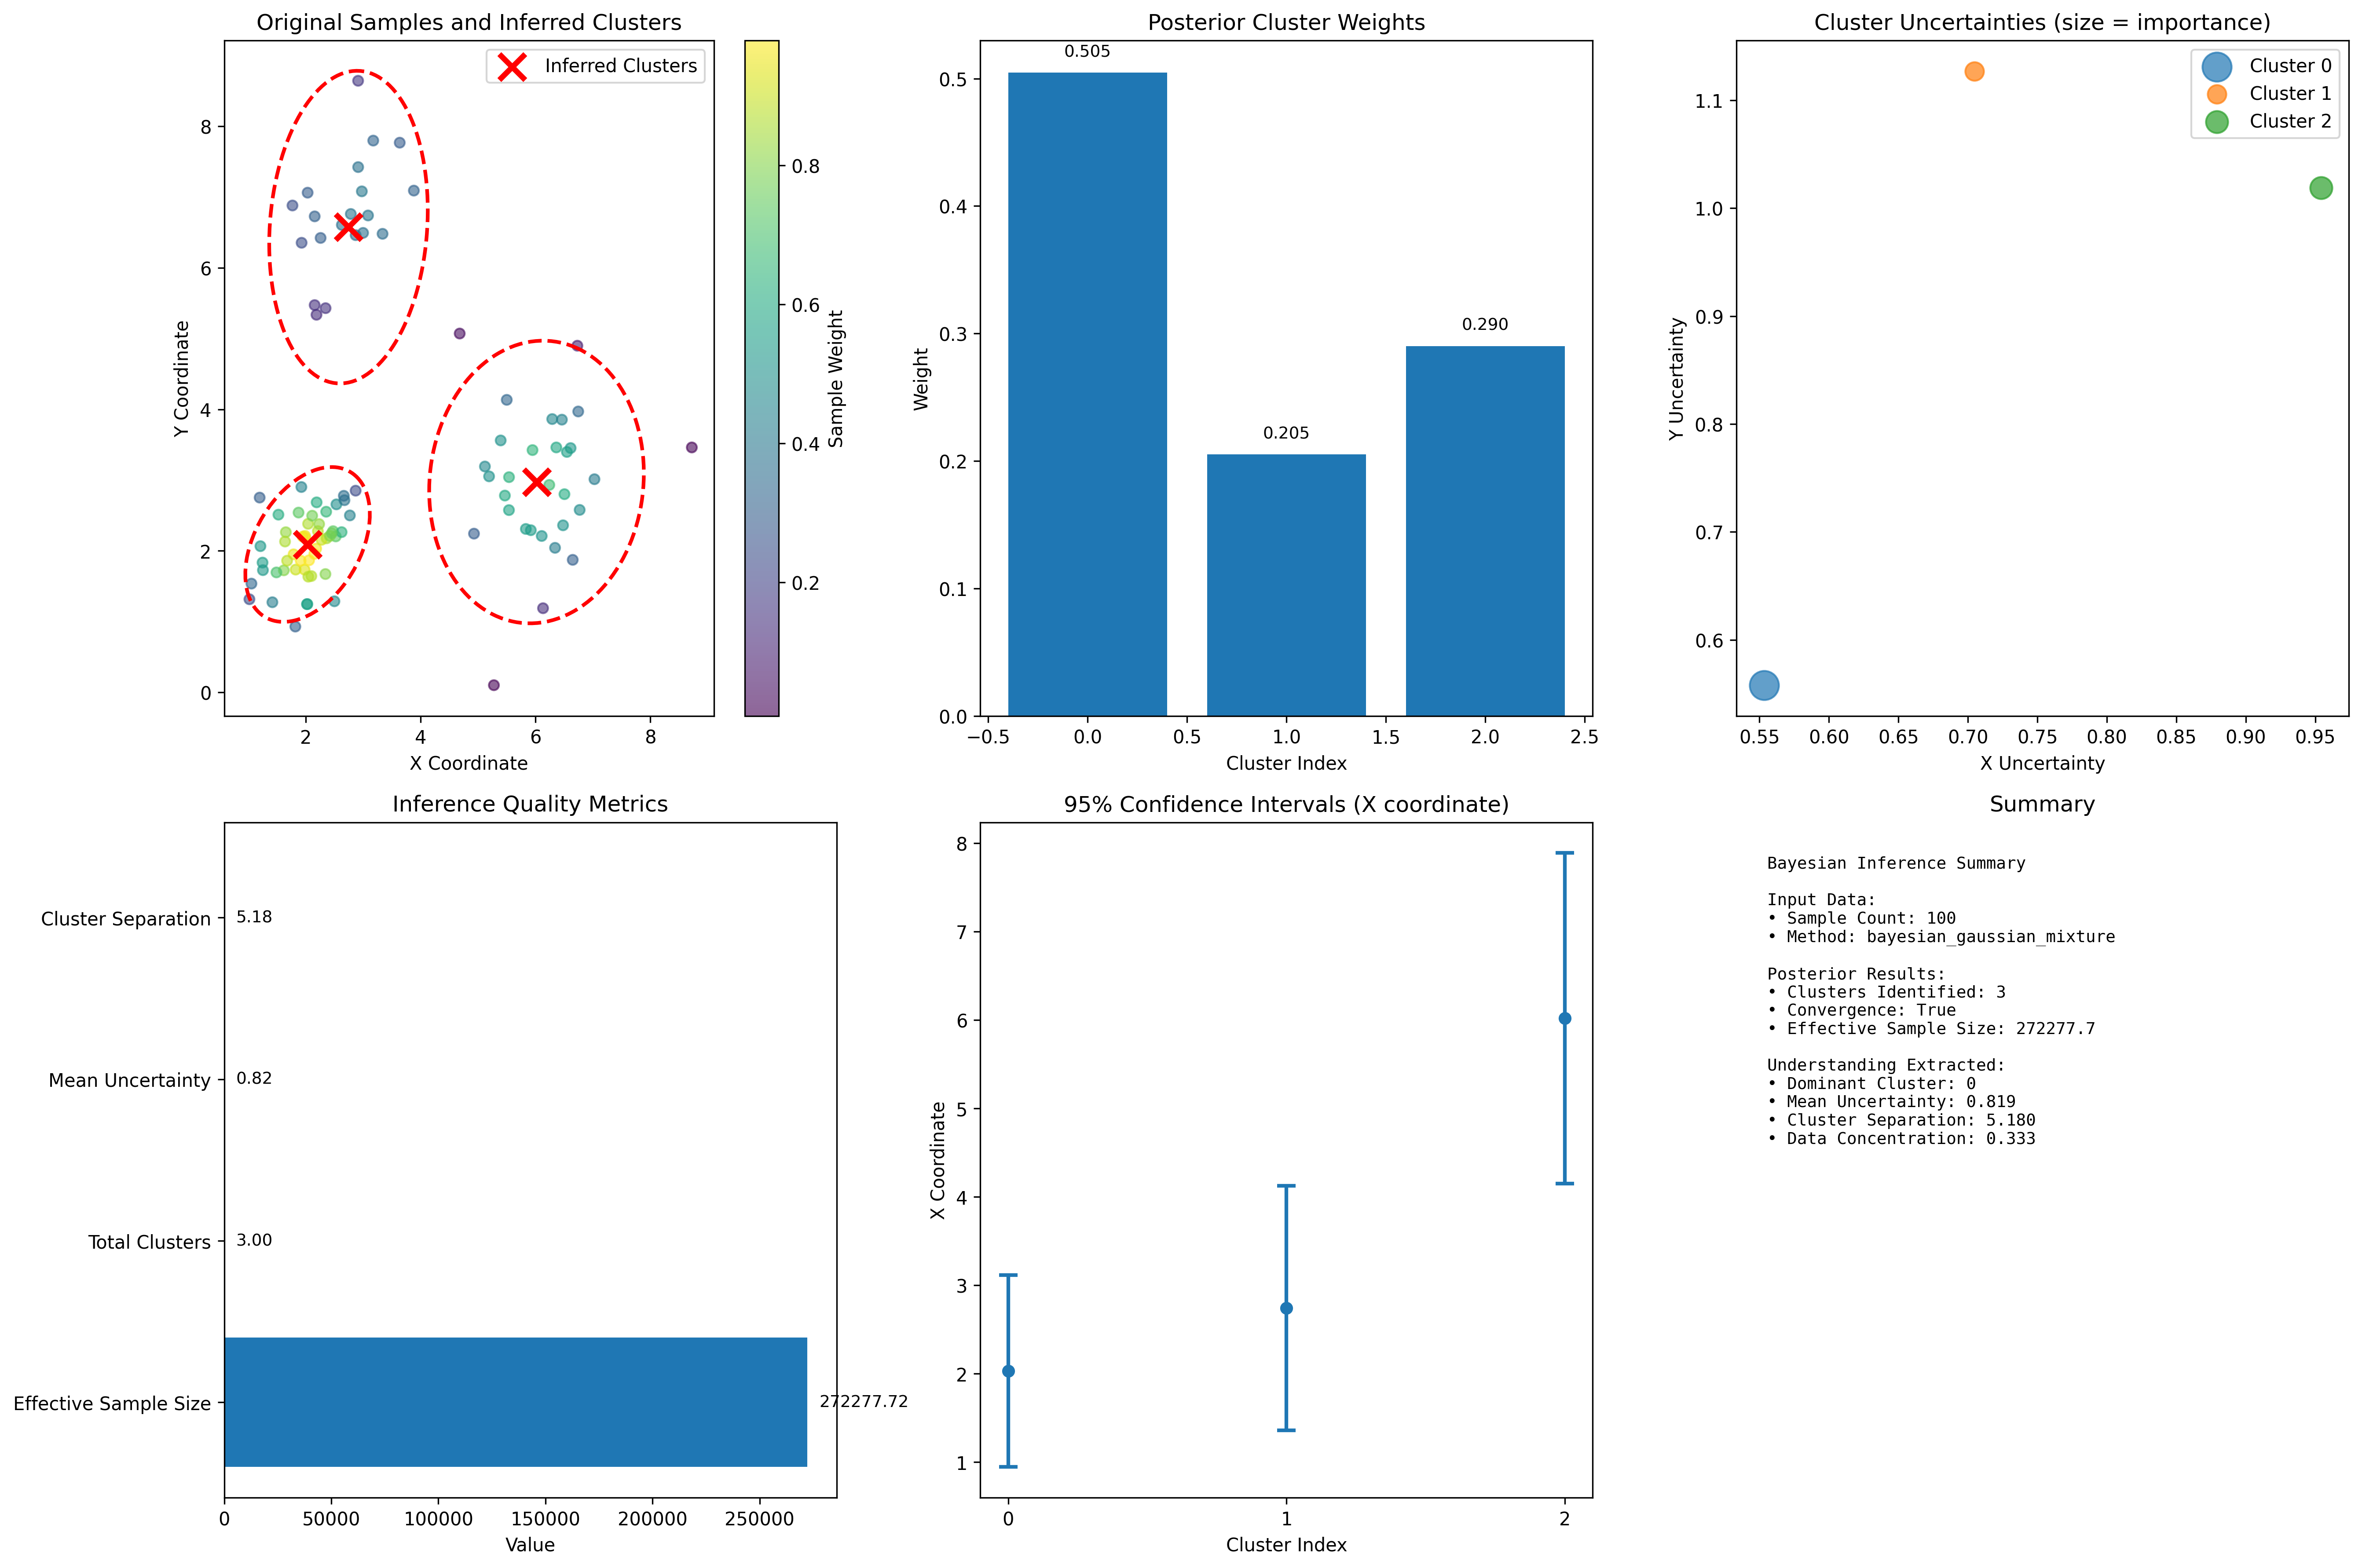 Original Samples and Inferred Clusters
Inferred Clusters
Y Coordinate
8
6
4
2
0
2
4
6
8
X Coordinate
0.8
0.6
0.4
0.2
Sample Weight
Posterior Cluster Weights
0.505
0.205
0.290
Weight
0.5
0.4
0.3
0.2
0.1
0.0
−0.5
0.0
0.5
1.0
1.5
2.0
2.5
Cluster Index
Cluster Uncertainties (size = importance)
Cluster 0
Cluster 1
Cluster 2
Y Uncertainty
1.1
1.0
0.9
0.8
0.7
0.6
0.55
0.60
0.65
0.70
0.75
0.80
0.85
0.90
0.95
X Uncertainty
Inference Quality Metrics
Cluster Separation
5.18
Mean Uncertainty
0.82
Total Clusters
3.00
Effective Sample Size
272277.72
0
50000
100000
150000
200000
250000
Value
95% Confidence Intervals (X coordinate)
X Coordinate
8
7
6
5
4
3
2
1
0
1
2
Cluster Index
Summary
Bayesian Inference Summary
Input Data:
• Sample Count: 100
• Method: bayesian_gaussian_mixture
Posterior Results:
• Clusters Identified: 3
• Convergence: True
• Effective Sample Size: 272277.7
Understanding Extracted:
• Dominant Cluster: 0
• Mean Uncertainty: 0.819
• Cluster Separation: 5.180
• Data Concentration: 0.333